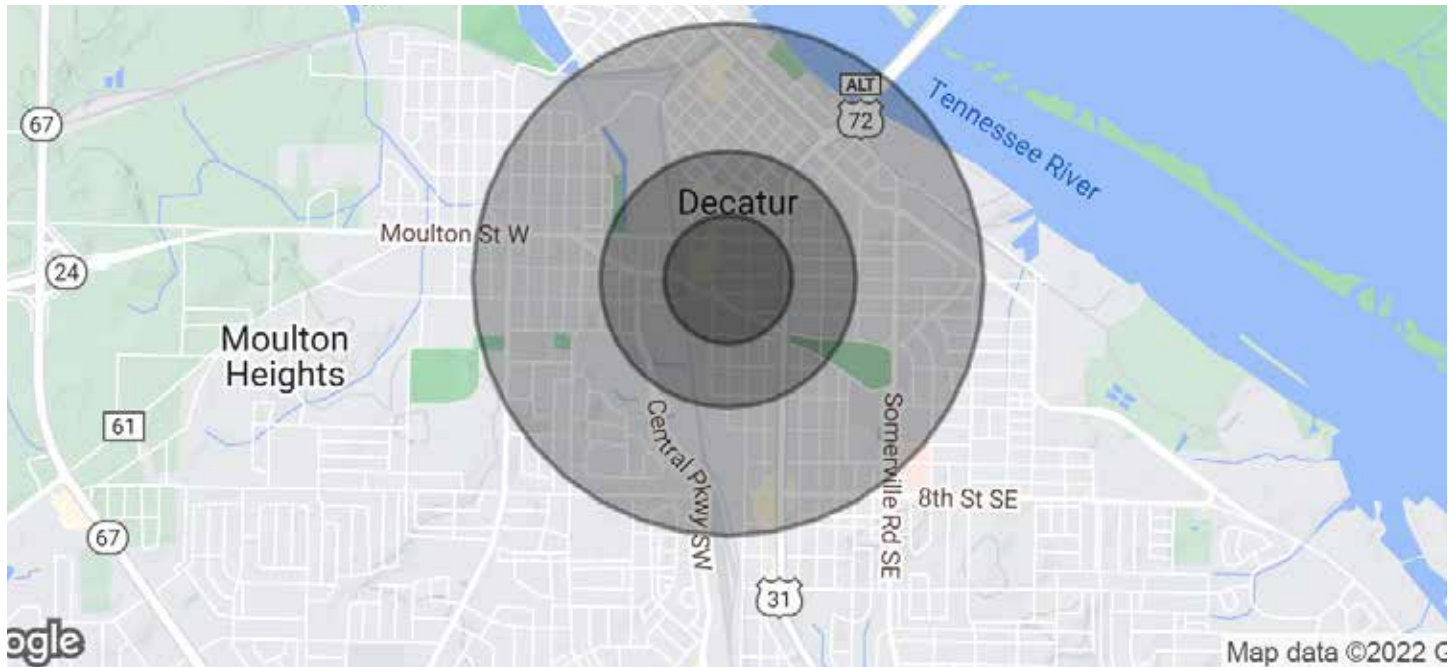 ALT
72
67
Tennessee River
Decatur
Moulton St W
24
Moulton
Heights
61
Central Pkwy SW
Somerville Rd SE
8th St SE
67
31
ogle
Map data ©2022 G